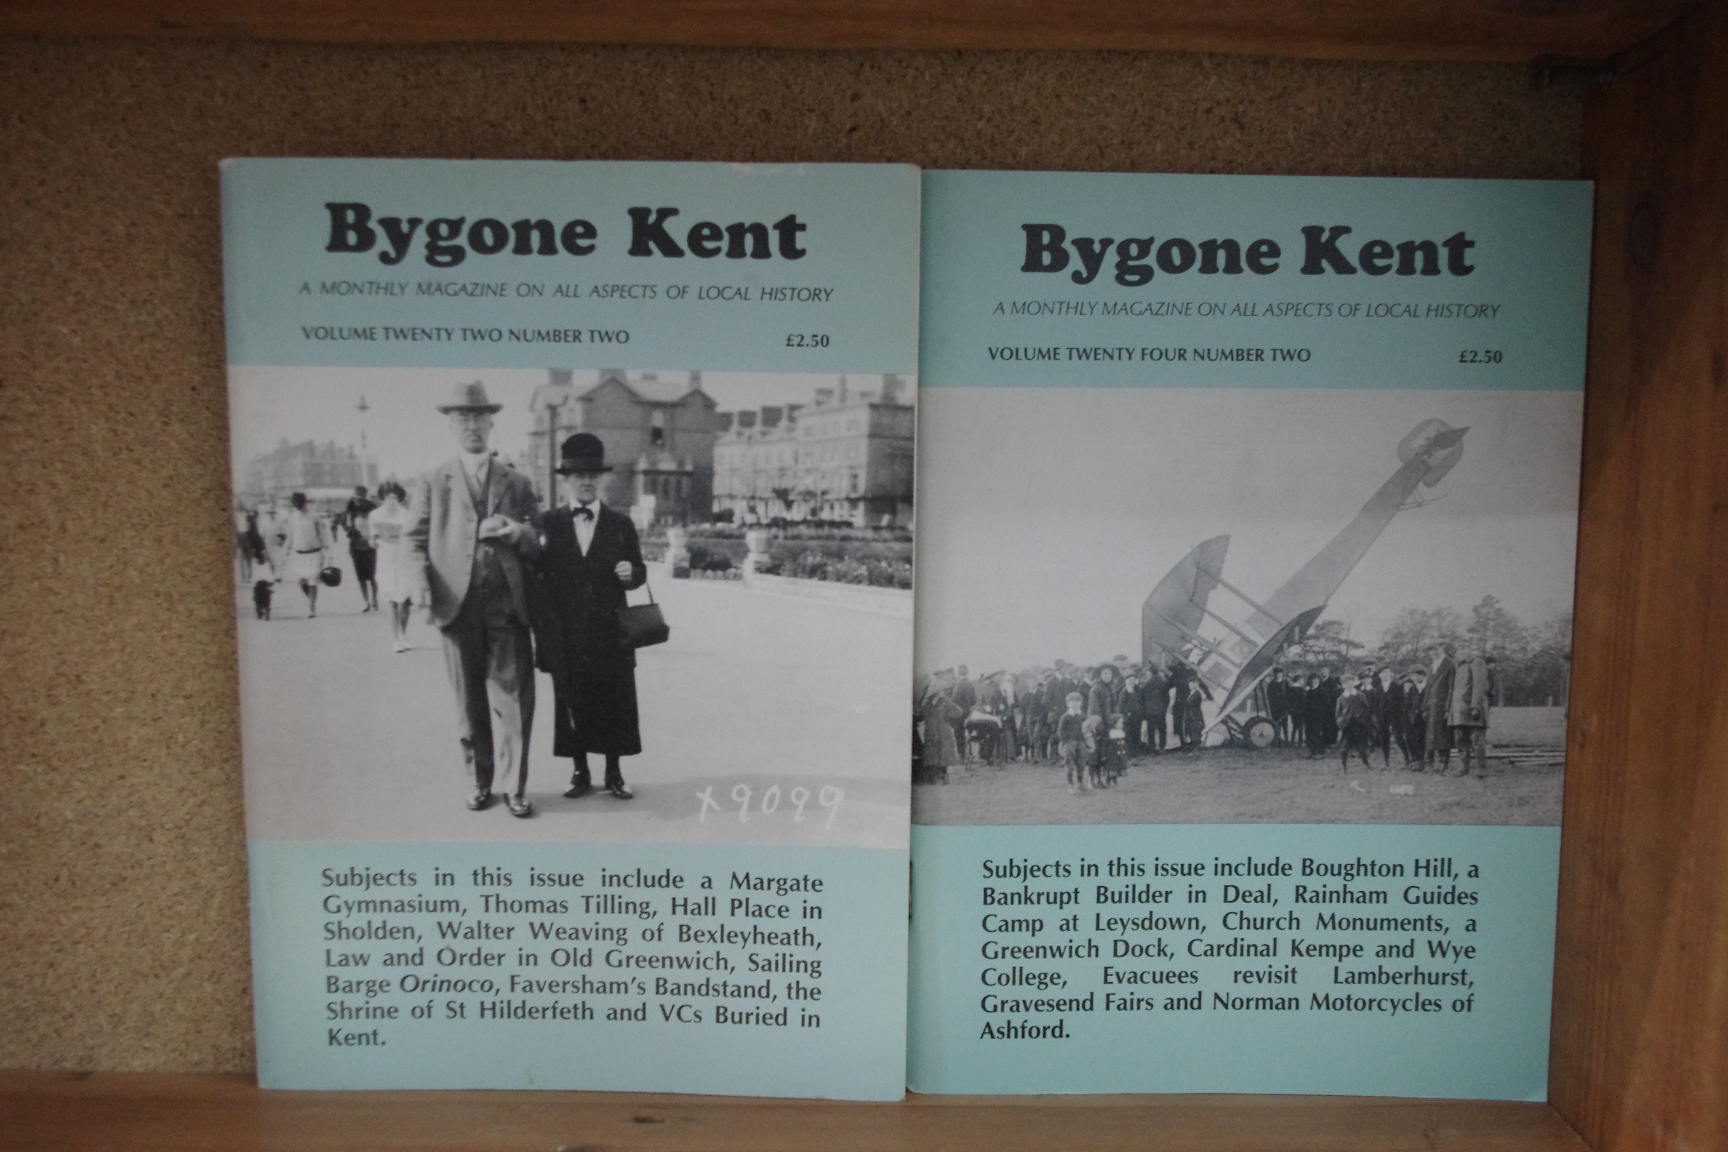 Bygone Kent
A MONTHLY MAGAZINE ON ALL ASPECTS OF LOCAL HISTORY
VOLUME TWENTY TWO NUMBER TWO £2.50
x9099
Subjects in this issue include a Margate
Gymnasium, Thomas Tilling, Hall Place in
Sholden, Walter Weaving of Bexleyheath,
Law and Order in Old Greenwich, Sailing
Barge Orinoco, Faversham's Bandstand, the
Shrine of St Hilderfeth and VCs Buried in
Kent.
Bygone Kent
A MONTHLY MAGAZINE ON ALL ASPECTS OF LOCAL HISTORY
VOLUME TWENTY FOUR NUMBER TWO £2.50
Subjects in this issue include Boughton Hill, a
Bankrupt Builder in Deal, Rainham Guides
Camp at Leysdown, Church Monuments, a
Greenwich Dock, Cardinal Kempe and Wye
College, Evacuees revisit Lamberhurst,
Gravesend Fairs and Norman Motorcycles of
Ashford.